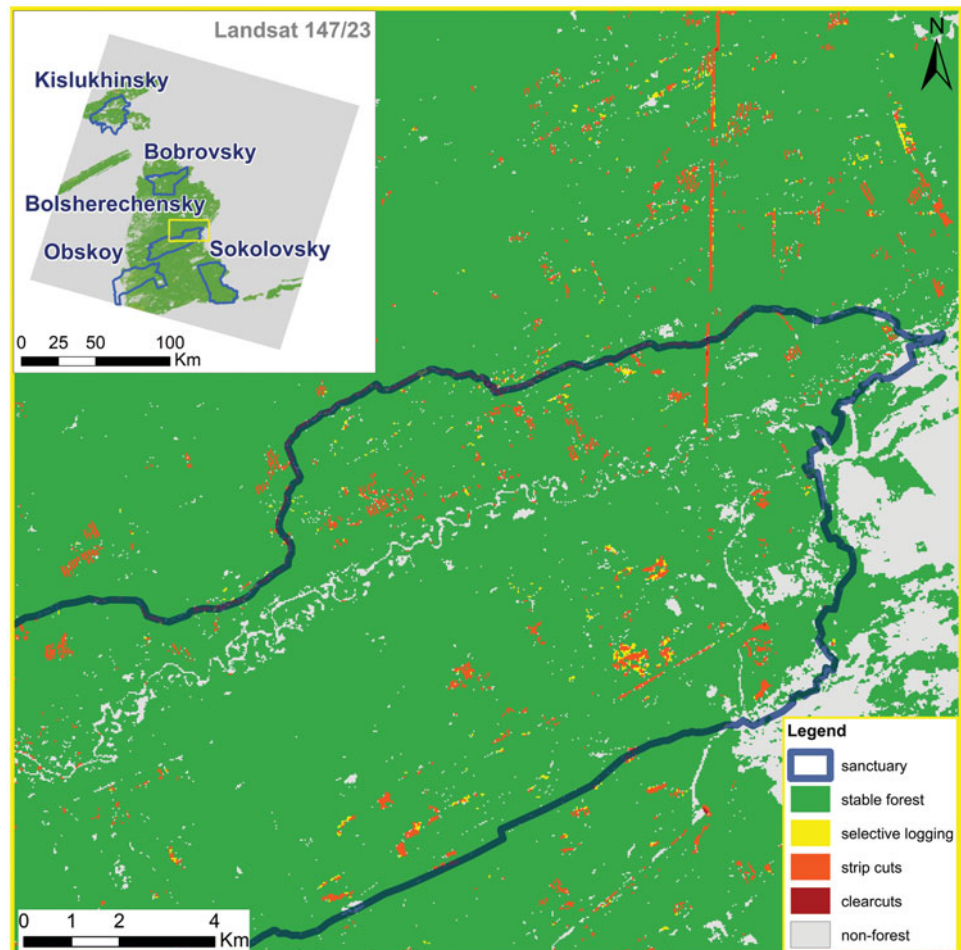 Landsat 147/23
Kislukhinsky
Bobrovsky
Bolsherechensky
Obskoy
Sokolovsky
0 25 50 100
Km
N
Legend
sanctuary
stable forest
selective logging
strip cuts
clearcuts
non-forest
0 1 2 4
Km